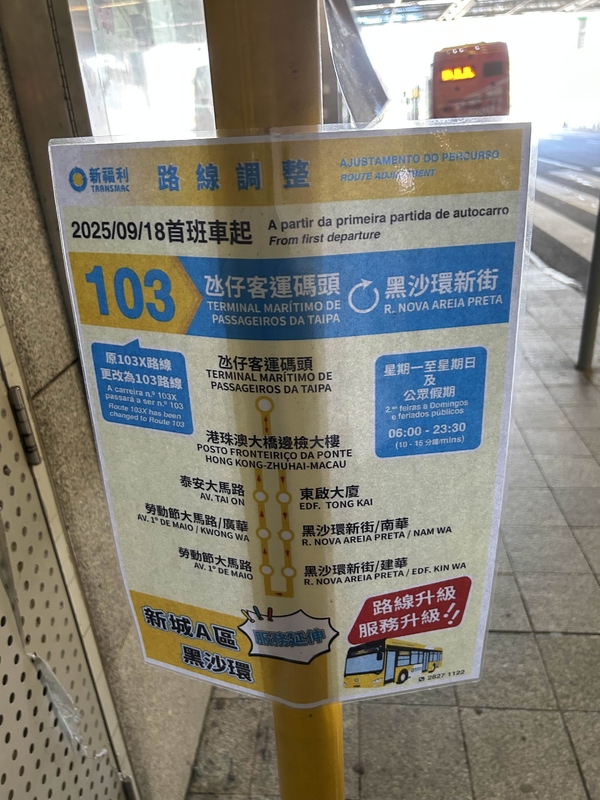 新福利
TRANSMAC
路線調整
AJUSTAMENTO DO PERCURSO
ROUTE ADJUSTMENT
2025/09/18首班車起
A partir da primeira partida de autocarro
From first departure
103
氹仔客運碼頭
TERMINAL MARÍTIMO DE
PASSAGEIROS DA TAIPA
黑沙環新街
R. NOVA AREIA PRETA
原103X路線
更改為103路線
A carreira n.º 103X
passará a ser n.º 103
Route 103X has been
changed to Route 103
氹仔客運碼頭
TERMINAL MARÍTIMO DE
PASSAGEIROS DA TAIPA
星期一至星期日
及
公眾假期
2.ªˢ feiras a Domingos
e feriados públicos
06:00 - 23:30
(10 - 15 分鐘/mins)
港珠澳大橋邊檢大樓
POSTO FRONTEIRIÇO DA PONTE
HONG KONG-ZHUHAI-MACAU
泰安大馬路
AV. TAI ON
東啟大廈
EDF. TONG KAI
勞動節大馬路/廣華
AV. 1º DE MAIO / KWONG WA
黑沙環新街/南華
R. NOVA AREIA PRETA / NAM WA
勞動節大馬路
AV. 1º DE MAIO
黑沙環新街/建華
R. NOVA AREIA PRETA / EDF. KIN WA
新城A區
黑沙環
服務延伸
路線升級
服務升級!!
2827 1122